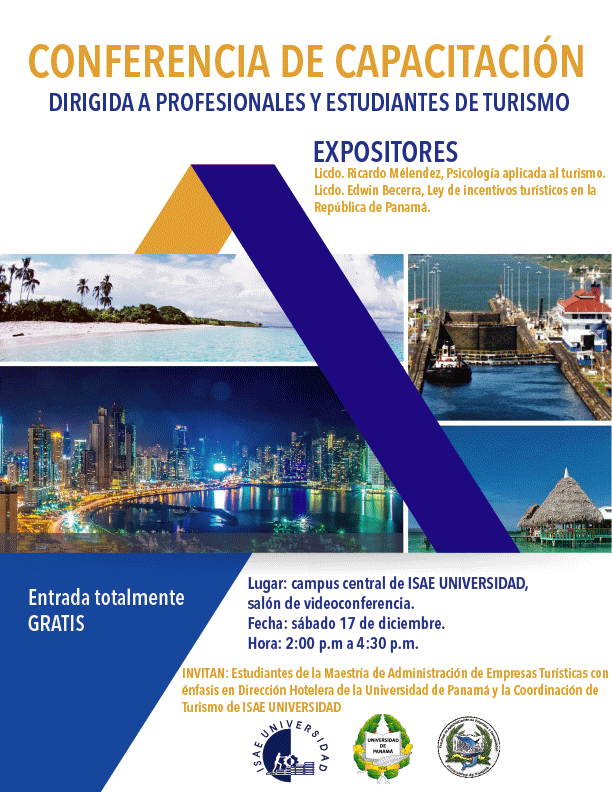 CONFERENCIA DE CAPACITACIÓN
DIRIGIDA A PROFESIONALES Y ESTUDIANTES DE TURISMO
EXPOSITORES
Licdo. Ricardo Mélendez, Psicología aplicada al turismo.
Licdo. Edwin Becerra, Ley de incentivos turísticos en la
República de Panamá.
Entrada totalmente
GRATIS
Lugar: campus central de ISAE UNIVERSIDAD,
salón de videoconferencia.
Fecha: sábado 17 de diciembre.
Hora: 2:00 p.m a 4:30 p.m.
INVITAN: Estudiantes de la Maestría de Administración de Empresas Turísticas con
énfasis en Dirección Hotelera de la Universidad de Panamá y la Coordinación de
Turismo de ISAE UNIVERSIDAD
ISAE UNIVERSIDAD
UNIVERSIDAD
DE
PANAMÁ